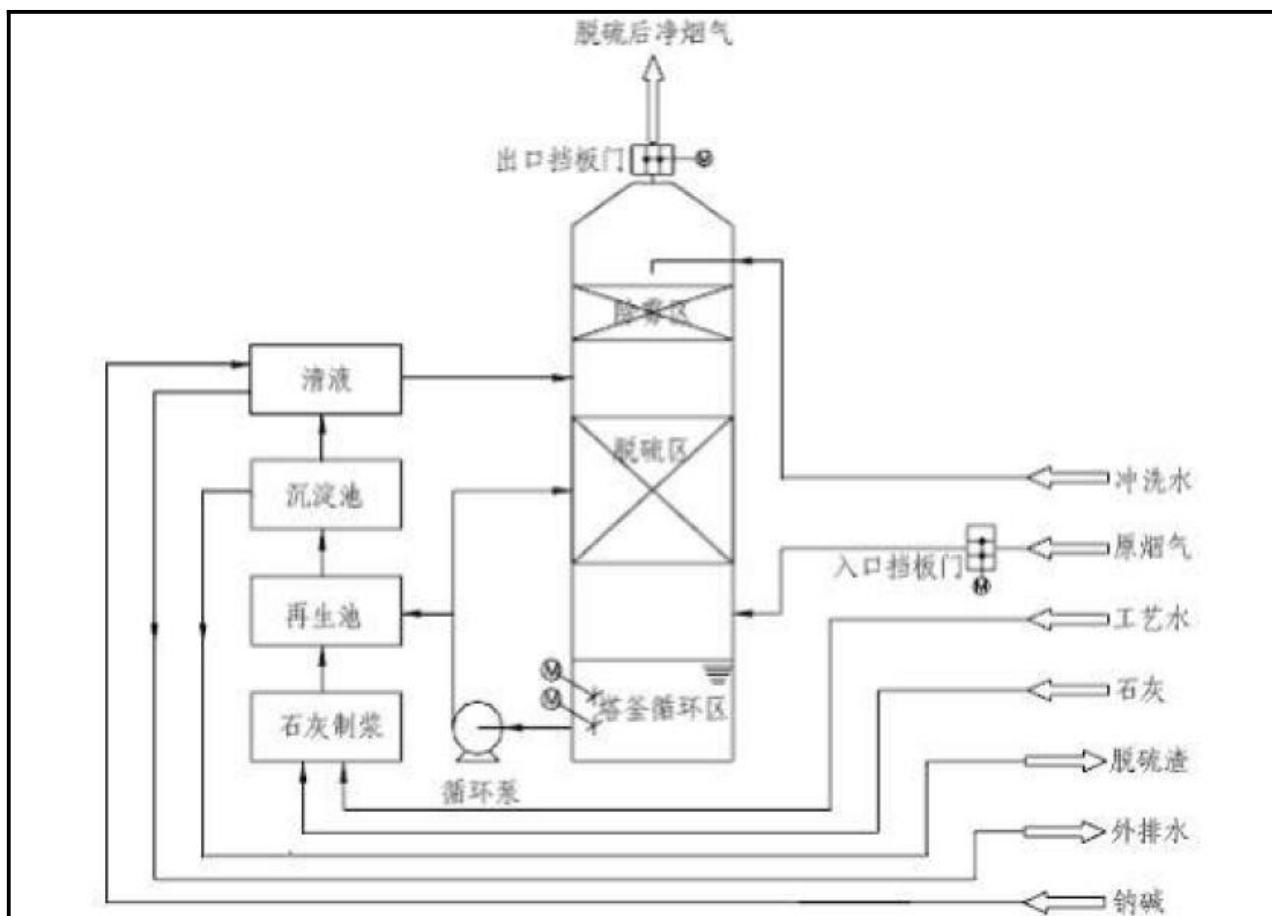 脱硫后净烟气
出口挡板门
M
除雾区
清液
脱硫区
沉淀池
冲洗水
原烟气
入口挡板门
M
再生池
工艺水
M
M
塔釜循环区
石灰
石灰制浆
脱硫渣
循环泵
外排水
钠碱